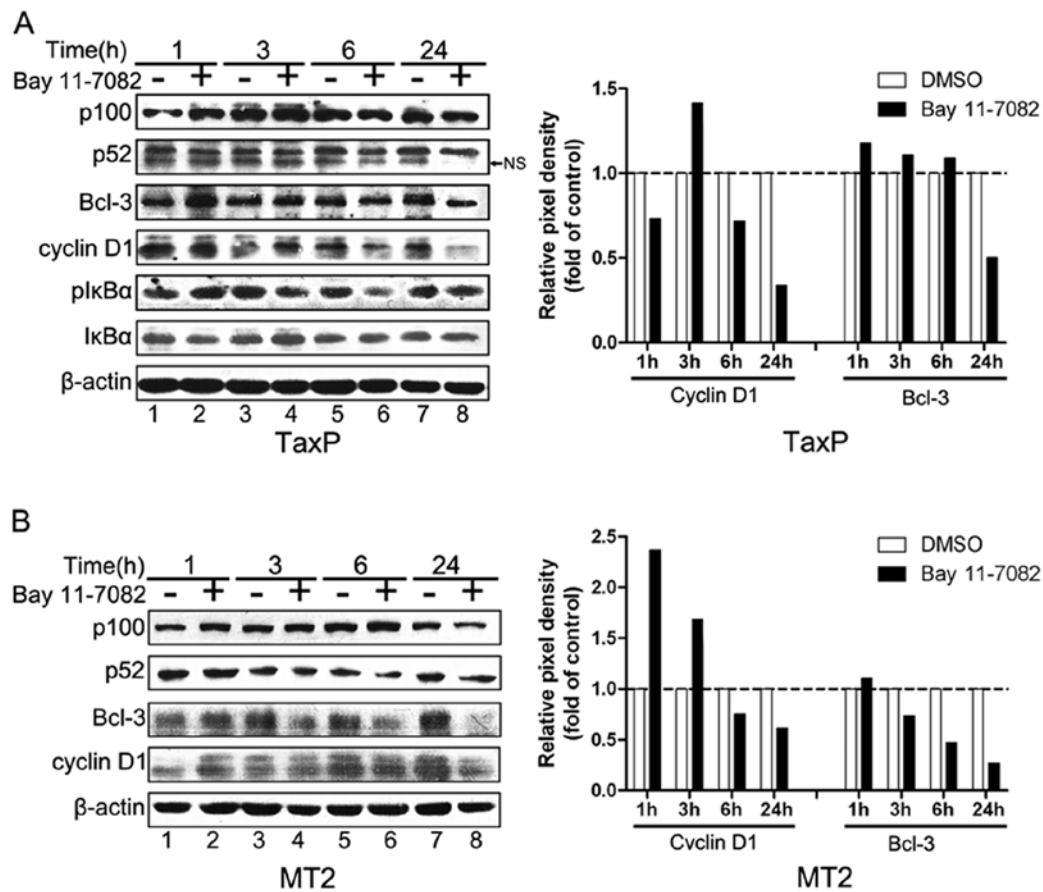 A
Time(h) 1 3 6 24
Bay 11-7082 - + - + - + - +
p100
p52
←NS
Bcl-3
cyclin D1
pIκBα
IκBα
β-actin
1 2 3 4 5 6 7 8
TaxP
DMSO
Bay 11-7082
Relative pixel density
(fold of control)
1.5
1.0
0.5
0.0
1h 3h 6h 24h 1h 3h 6h 24h
Cyclin D1 Bcl-3
TaxP
B
Time(h) 1 3 6 24
Bay 11-7082 - + - + - + - +
p100
p52
Bcl-3
cyclin D1
β-actin
1 2 3 4 5 6 7 8
MT2
DMSO
Bay 11-7082
Relative pixel density
(fold of control)
2.5
2.0
1.5
1.0
0.5
0.0
1h 3h 6h 24h 1h 3h 6h 24h
Cyclin D1 Bcl-3
MT2